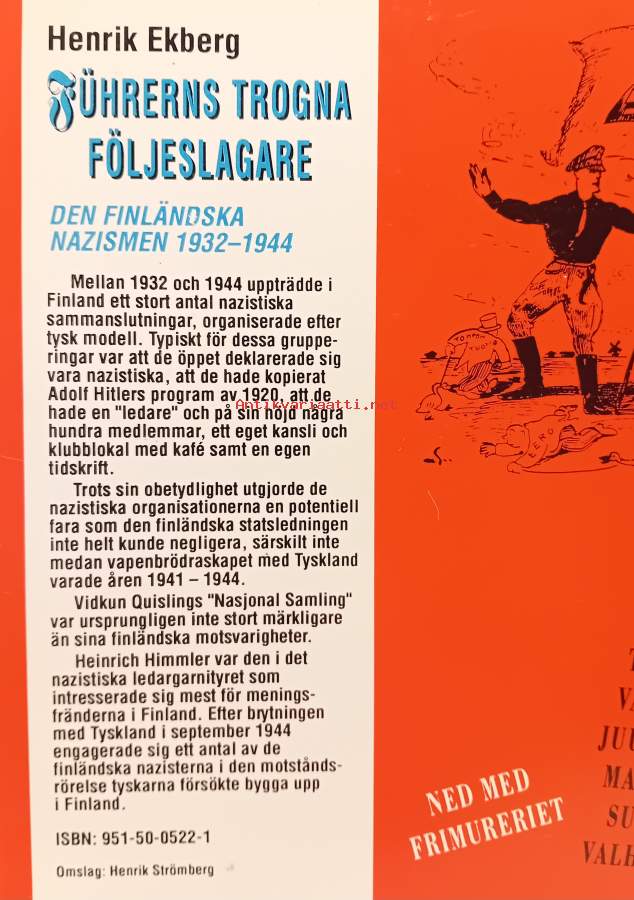 Henrik Ekberg
FÜHRERNS TROGNA
FÖLJESLAGARE
DEN FINLÄNDSKA
NAZISMEN 1932–1944
Mellan 1932 och 1944 uppträdde i
Finland ett stort antal nazistiska
sammanslutningar, organiserade efter
tysk modell. Typiskt för dessa gruppe-
ringar var att de öppet deklarerade sig
vara nazistiska, att de hade kopierat
Adolf Hitlers program av 1920, att de
hade en "ledare" och på sin höjd några
hundra medlemmar, ett eget kansli och
klubblokal med kafé samt en egen
tidskrift.
Trots sin obetydlighet utgjorde de
nazistiska organisationerna en potentiell
fara som den finländska statsledningen
inte helt kunde negligera, särskilt inte
medan vapenbrödraskapet med Tyskland
varade åren 1941 – 1944.
Vidkun Quislings "Nasjonal Samling"
var ursprungligen inte stort märkligare
än sina finländska motsvarigheter.
Heinrich Himmler var den i det
nazistiska ledargarnityret som
intresserade sig mest för menings-
fränderna i Finland. Efter brytningen
med Tyskland i september 1944
engagerade sig ett antal av de
finländska nazisterna i den motstånds-
rörelse tyskarna försökte bygga upp
i Finland.
ISBN: 951-50-0522-1
Omslag: Henrik Strömberg
Antikvariaatti.net
NED MED
FRIMURERIET
T
VA
JUU
MA
SU
VALH